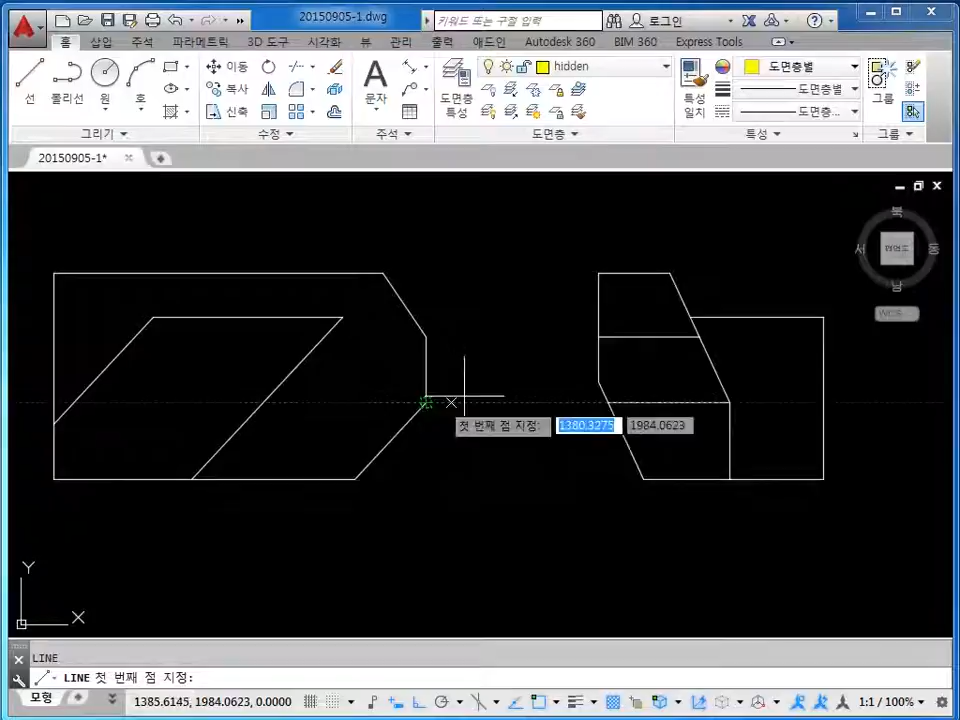 20150905-1.dwg
키워드 또는 구절 입력
로그인
홈 삽입 주석 파라메트릭 3D 도구 시각화 뷰 관리 출력 애드인 Autodesk 360 BIM 360 Express Tools
선 폴리선 원 호
이동
복사
신축
문자
도면층 특성
hidden
특성 일치
도면층별
도면층별
도면층...
그룹
그리기 수정 주석 도면층 특성 그룹
20150905-1*
북
서 동
남
첫 번째 점 지정: 1380.3275 1984.0623
Y
X
LINE
LINE 첫 번째 점 지정:
모형 1385.6145, 1984.0623, 0.0000 1:1 / 100%